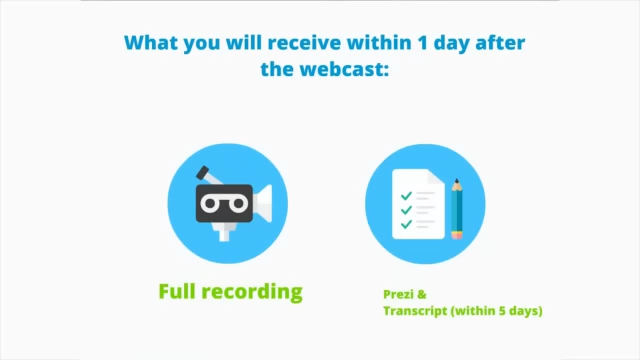 What you will receive within 1 day after
the webcast:
Full recording
Prezi &
Transcript (within 5 days)